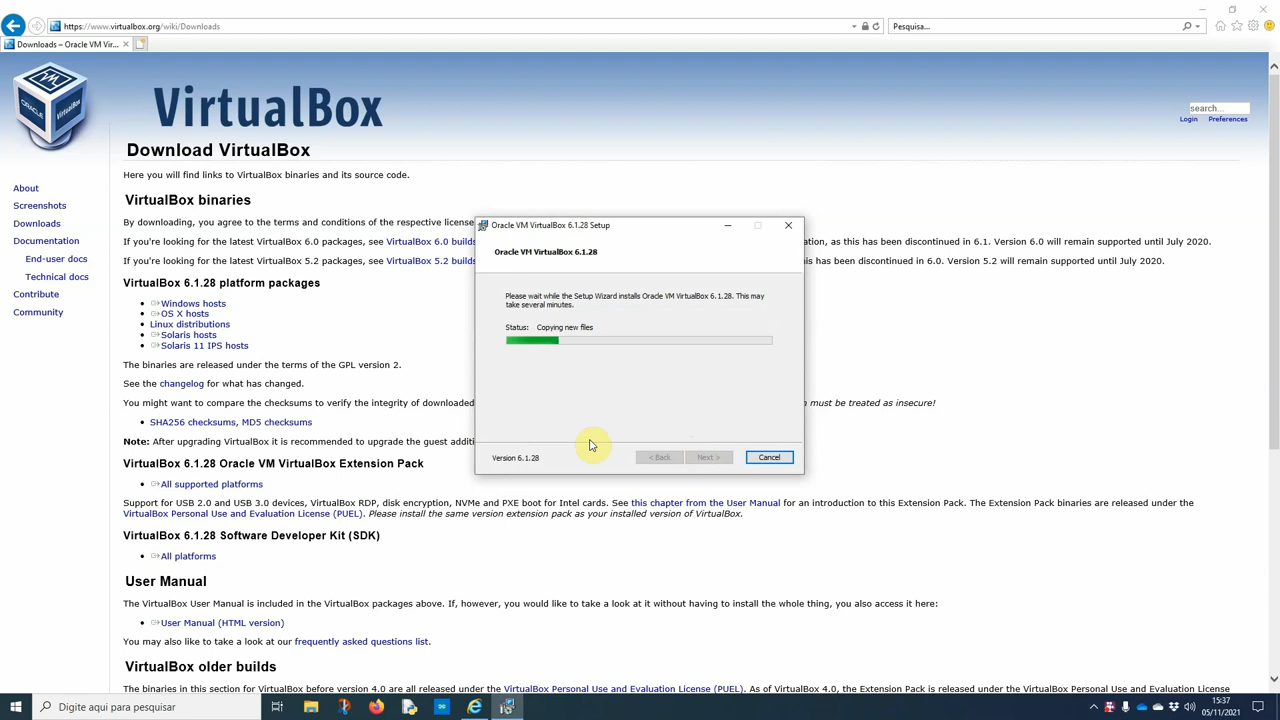 https://www.virtualbox.org/wiki/Downloads
Pesquisa...
Downloads – Oracle VM Vir...
ORACLE
VM
VirtualBox
VirtualBox
search...
Login Preferences
Download VirtualBox
Here you will find links to VirtualBox binaries and its source code.
About
Screenshots
Downloads
Documentation
End-user docs
Technical docs
Contribute
Community
VirtualBox binaries
By downloading, you agree to the terms and conditions of the respective license
If you're looking for the latest VirtualBox 6.0 packages, see VirtualBox 6.0 builds
ation, as this has been discontinued in 6.1. Version 6.0 will remain supported until July 2020.
If you're looking for the latest VirtualBox 5.2 packages, see VirtualBox 5.2 builds
his has been discontinued in 6.0. Version 5.2 will remain supported until July 2020.
VirtualBox 6.1.28 platform packages
Windows hosts
OS X hosts
Linux distributions
Solaris hosts
Solaris 11 IPS hosts
The binaries are released under the terms of the GPL version 2.
See the changelog for what has changed.
You might want to compare the checksums to verify the integrity of downloaded
must be treated as insecure!
SHA256 checksums, MD5 checksums
Note: After upgrading VirtualBox it is recommended to upgrade the guest additi
Oracle VM VirtualBox 6.1.28 Setup
Oracle VM VirtualBox 6.1.28
Please wait while the Setup Wizard installs Oracle VM VirtualBox 6.1.28. This may
take several minutes.
Status: Copying new files
Version 6.1.28
< Back Next > Cancel
VirtualBox 6.1.28 Oracle VM VirtualBox Extension Pack
All supported platforms
Support for USB 2.0 and USB 3.0 devices, VirtualBox RDP, disk encryption, NVMe and PXE boot for Intel cards. See this chapter from the User Manual for an introduction to this Extension Pack. The Extension Pack binaries are released under the
VirtualBox Personal Use and Evaluation License (PUEL). Please install the same version extension pack as your installed version of VirtualBox.
VirtualBox 6.1.28 Software Developer Kit (SDK)
All platforms
User Manual
The VirtualBox User Manual is included in the VirtualBox packages above. If, however, you would like to take a look at it without having to install the whole thing, you also access it here:
User Manual (HTML version)
You may also like to take a look at our frequently asked questions list.
VirtualBox older builds
The binaries in this section for VirtualBox before version 4.0 are all released under the VirtualBox Personal Use and Evaluation License (PUEL). As of VirtualBox 4.0, the Extension Pack is released under the VirtualBox Personal Use and Evaluation License
Digite aqui para pesquisar
15:37
05/11/2021